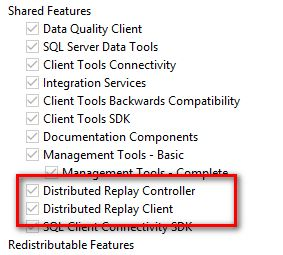 Shared Features
Data Quality Client
SQL Server Data Tools
Client Tools Connectivity
Integration Services
Client Tools Backwards Compatibility
Client Tools SDK
Documentation Components
Management Tools - Basic
Management Tools - Complete
Distributed Replay Controller
Distributed Replay Client
SQL Client Connectivity SDK
Redistributable Features